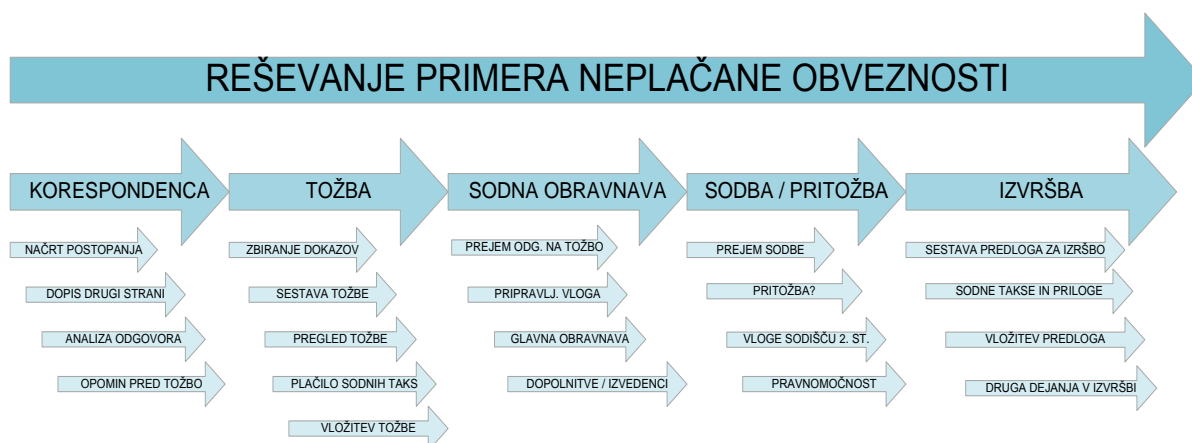 REŠEVANJE PRIMERA NEPLAČANE OBVEZNOSTI
KORESPONDENCA
NAČRT POSTOPANJA
DOPIS DRUGI STRANI
ANALIZA ODGOVORA
OPOMIN PRED TOŽBO
TOŽBA
ZBIRANJE DOKAZOV
SESTAVA TOŽBE
PREGLED TOŽBE
PLAČILO SODNIH TAKS
VLOŽITEV TOŽBE
SODNA OBRAVNAVA
PREJEM ODG. NA TOŽBO
PRIPRAVLJ. VLOGA
GLAVNA OBRAVNAVA
DOPOLNITVE / IZVEDENCI
SODBA / PRITOŽBA
PREJEM SODBE
PRITOŽBA?
VLOGE SODIŠČU 2. ST.
PRAVNOMOČNOST
IZVRŠBA
SESTAVA PREDLOGA ZA IZRŠBO
SODNE TAKSE IN PRILOGE
VLOŽITEV PREDLOGA
DRUGA DEJANJA V IZVRŠBI